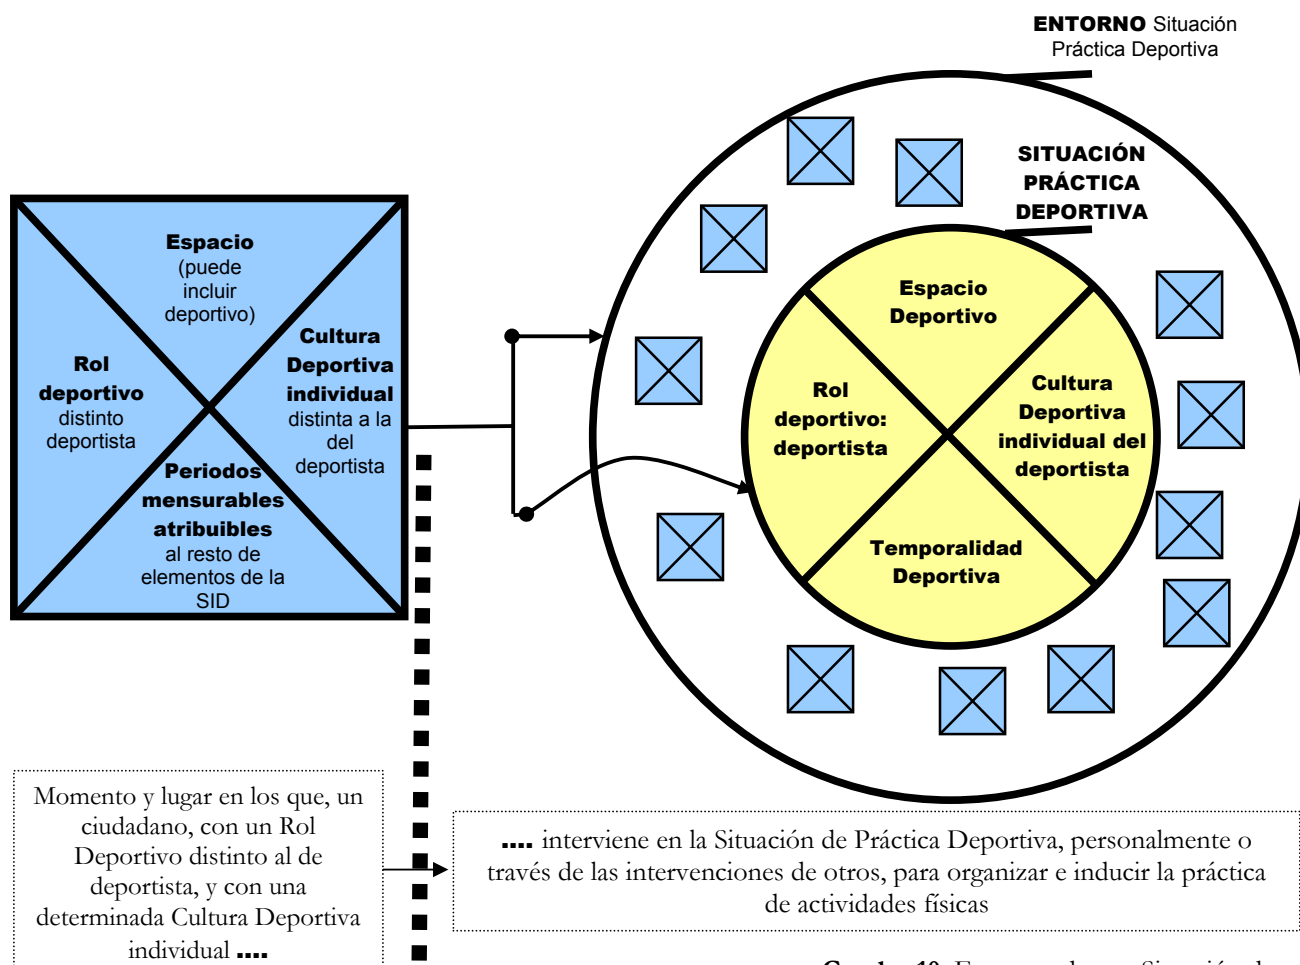 ENTORNO Situación
Práctica Deportiva
SITUACIÓN
PRÁCTICA
DEPORTIVA
Espacio
(puede
incluir
deportivo)
Rol
deportivo
distinto
deportista
Cultura
Deportiva
individual
distinta a la
del
deportista
Periodos
mensurables
atribuibles
al resto de
elementos de la
SID
Espacio
Deportivo
Rol
deportivo:
deportista
Cultura
Deportiva
individual del
deportista
Temporalidad
Deportiva
Momento y lugar en los que, un
ciudadano, con un Rol
Deportivo distinto al de
deportista, y con una
determinada Cultura Deportiva
individual ....
.... interviene en la Situación de Práctica Deportiva, personalmente o
través de las intervenciones de otros, para organizar e inducir la práctica
de actividades físicas